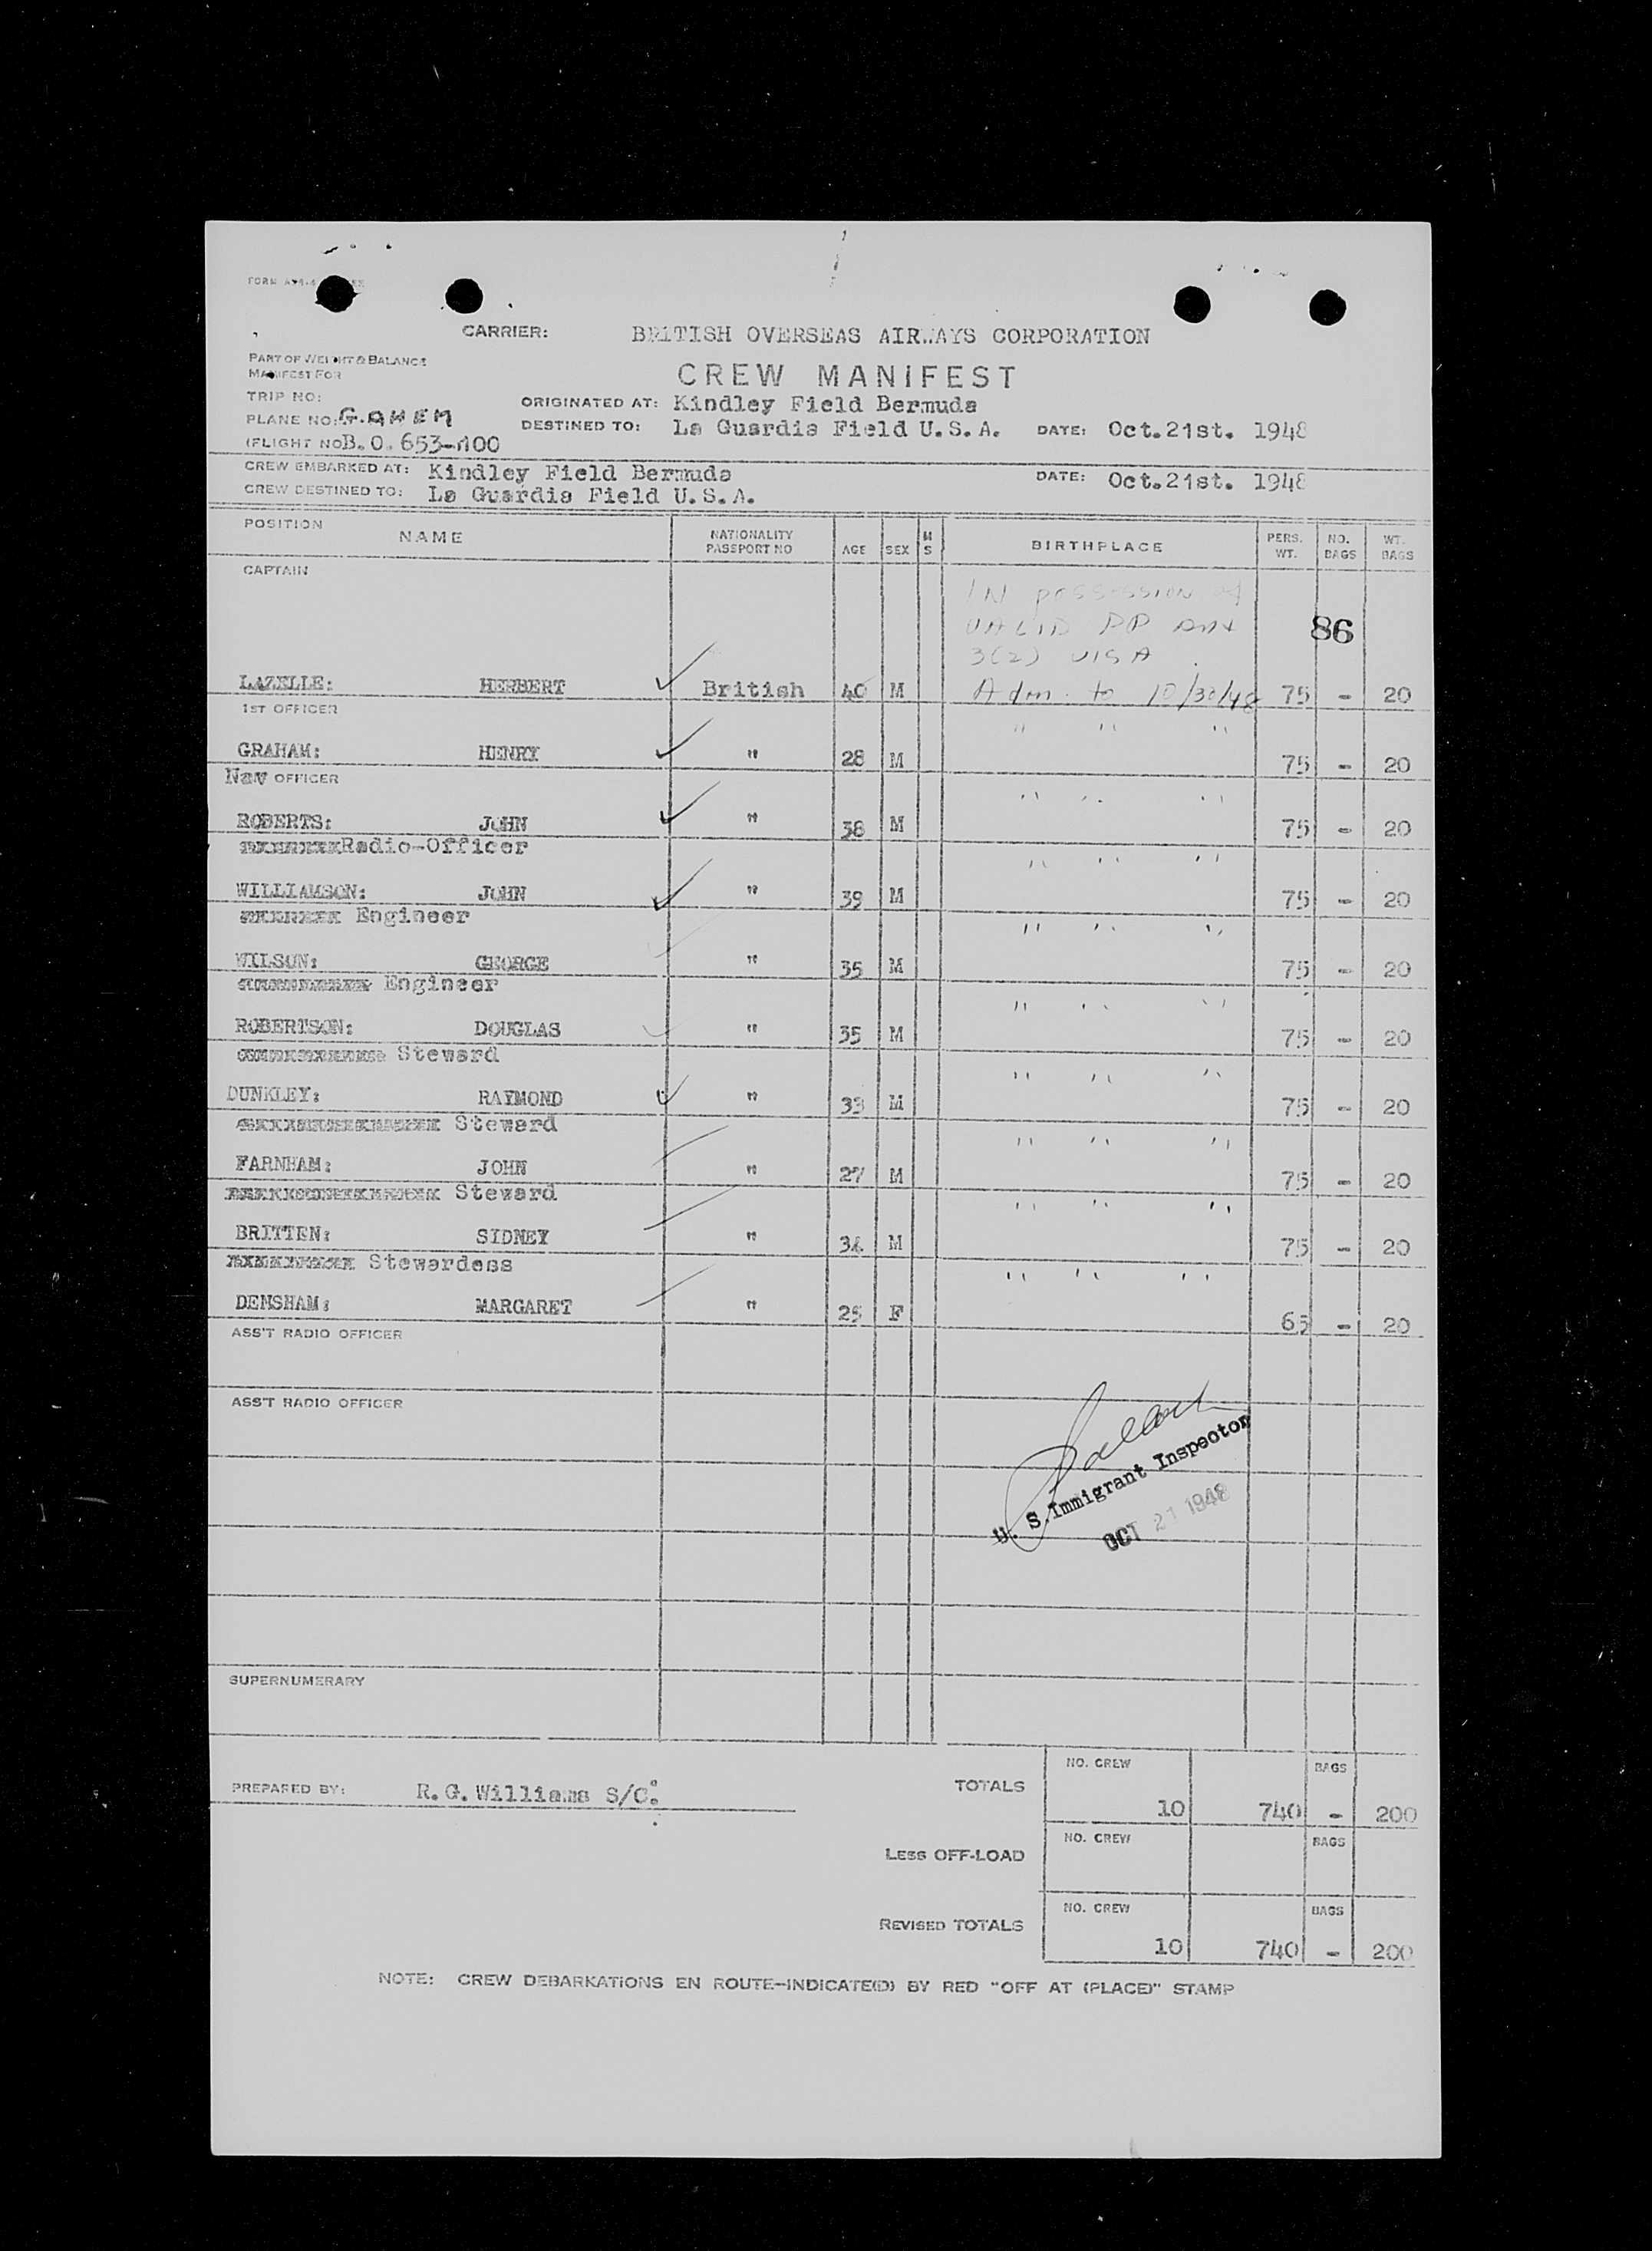 CARRIER: BRITISH OVERSEAS AIRWAYS CORPORATION
PART OF WEIGHT & BALANCE
MANIFEST FOR
CREW MANIFEST
TRIP NO:
ORIGINATED AT: Kindley Field Bermuda
PLANE NO: G.AHEM
DESTINED TO: La Guardia Field U.S.A. DATE: Oct.21st. 1948
(FLIGHT NO B.O. 653-
CREW EMBARKED AT: Kindley Field Bermuda DATE: Oct.21st. 1948
CREW DESTINED TO: La Guardia Field U.S.A.
POSITION NAME NATIONALITY PASSPORT NO AGE SEX M S BIRTHPLACE PERS. WT. NO. BAGS WT. BAGS
CAPTAIN
IN possession of
VALID PP and
86
3(2) VISA
LAZELLE: HERBERT British 40 M Adm. to 10/30/48 75 - 20
1ST OFFICER
GRAHAM: HENRY " 28 M " " " 75 - 20
Nav OFFICER
ROBERTS: JOHN " 38 M " " " 75 - 20
Radio-Officer
WILLIAMSON: JOHN " 39 M " " " 75 - 20
Engineer
WILSON: GEORGE " 35 M " " " 75 - 20
Engineer
ROBERTSON: DOUGLAS " 35 M " " " 75 - 20
Steward
DUNKLEY: RAYMOND " 33 M " " " 75 - 20
Steward
FARNHAM: JOHN " 27 M " " " 75 - 20
Steward
BRITTEN: SIDNEY " M " " " 75 - 20
Stewardess
DENSHAM: MARGARET " 25 F " " " 65 - 20
ASS'T RADIO OFFICER
ASS'T RADIO OFFICER
U. S. Immigrant Inspector
OCT 21 1948
SUPERNUMERARY
NO. CREW BAGS
PREPARED BY: R.G.Williams S/C. TOTALS
10 740 - 200
NO. CREW BAGS
LESS OFF-LOAD
NO. CREW BAGS
REVISED TOTALS
10 740 - 200
NOTE: CREW DEBARKATIONS EN ROUTE-INDICATE(D) BY RED "OFF AT (PLACE)" STAMP